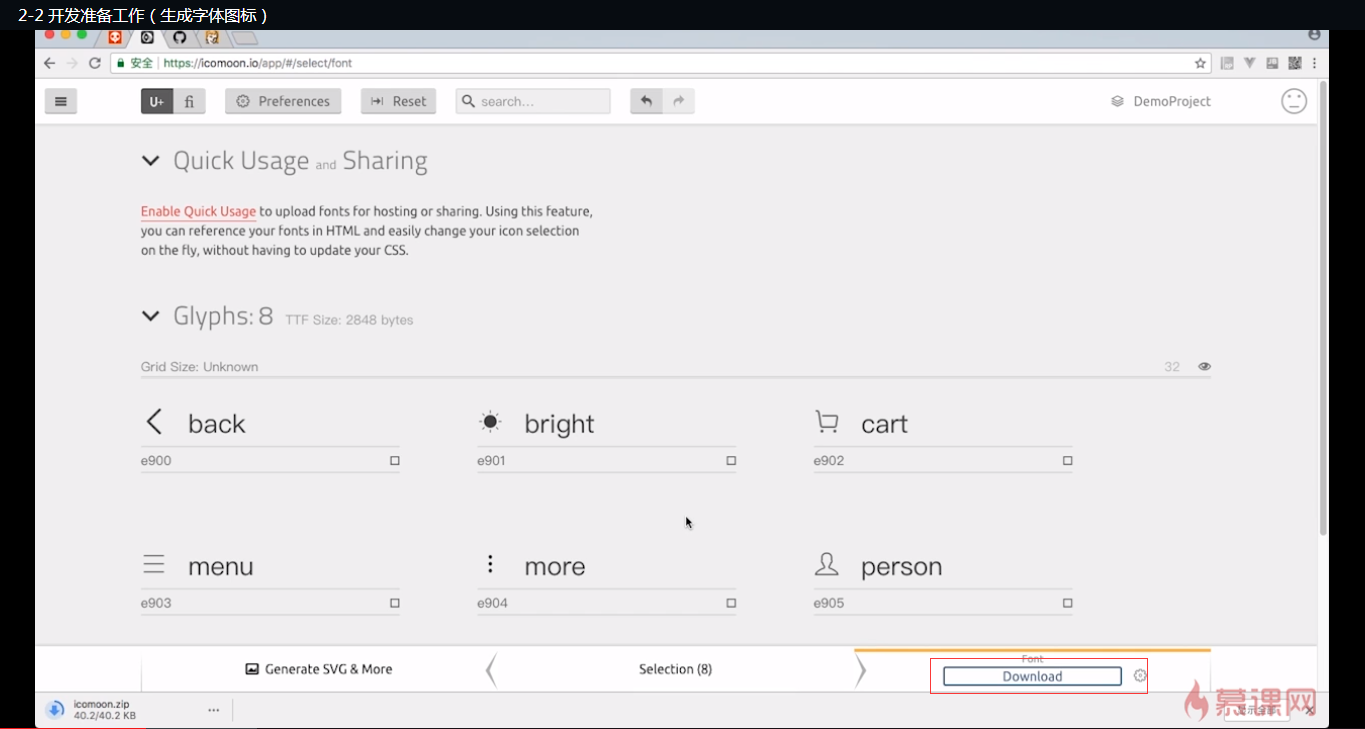 2-2 开发准备工作（生成字体图标）
安全 https://icomoon.io/app/#/select/font
U+ fi Preferences Reset search... DemoProject
Quick Usage and Sharing
Enable Quick Usage to upload fonts for hosting or sharing. Using this feature,
you can reference your fonts in HTML and easily change your icon selection
on the fly, without having to update your CSS.
Glyphs: 8 TTF Size: 2848 bytes
Grid Size: Unknown 32
back bright cart
e900 e901 e902
menu more person
e903 e904 e905
Generate SVG & More Selection (8) Font
Download
icomoon.zip
40.2/40.2 KB
慕课网